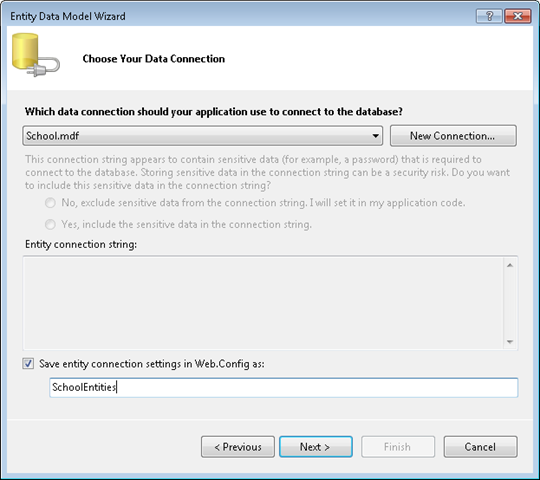 Entity Data Model Wizard
Choose Your Data Connection
Which data connection should your application use to connect to the database?
School.mdf
New Connection...
This connection string appears to contain sensitive data (for example, a password) that is required to
connect to the database. Storing sensitive data in the connection string can be a security risk. Do you want
to include this sensitive data in the connection string?
No, exclude sensitive data from the connection string. I will set it in my application code.
Yes, include the sensitive data in the connection string.
Entity connection string:
Save entity connection settings in Web.Config as:
SchoolEntities
< Previous
Next >
Finish
Cancel